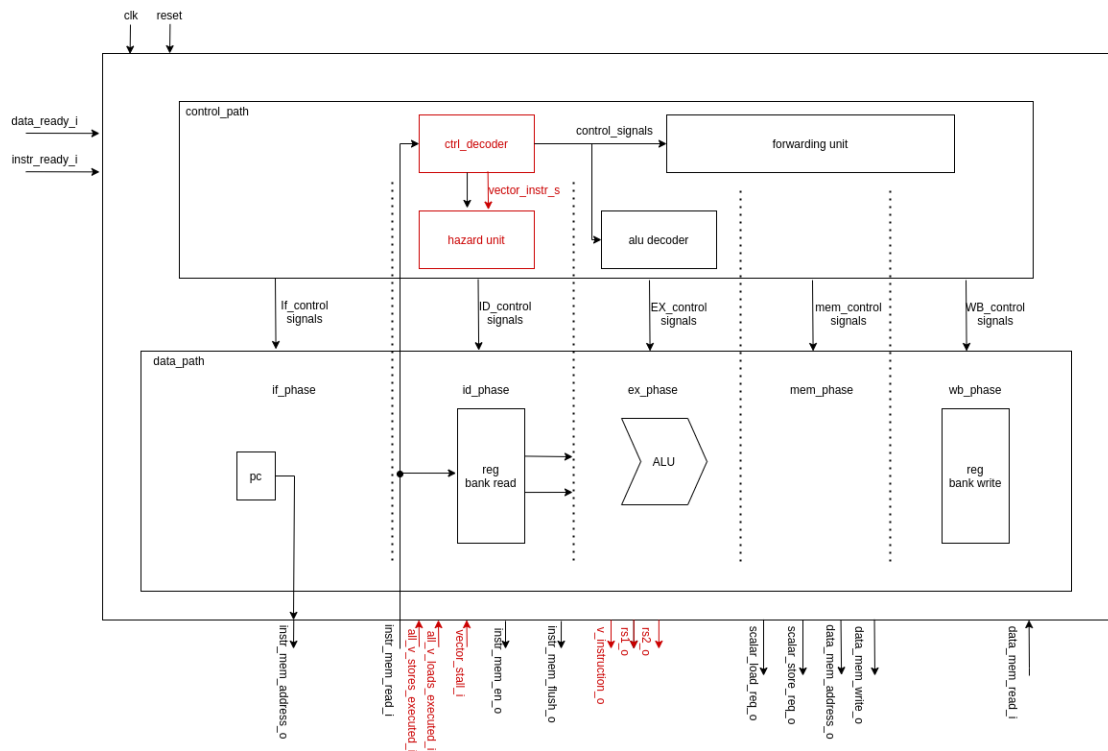 clk
reset
data_ready_i
instr_ready_i
control_path
ctrl_decoder
control_signals
forwarding unit
vector_instr_s
hazard unit
alu decoder
If_control
signals
ID_control
signals
EX_control
signals
mem_control
signals
WB_control
signals
data_path
if_phase
id_phase
ex_phase
mem_phase
wb_phase
pc
reg
bank read
ALU
reg
bank write
instr_mem_address_o
instr_mem_read_i
all_v_stores_executed_i
all_v_loads_executed_i
vector_stall_i
instr_mem_en_o
instr_mem_flush_o
v_instruction_o
rs1_o
rs2_o
scalar_load_req_o
scalar_store_req_o
data_mem_address_o
data_mem_write_o
data_mem_read_i